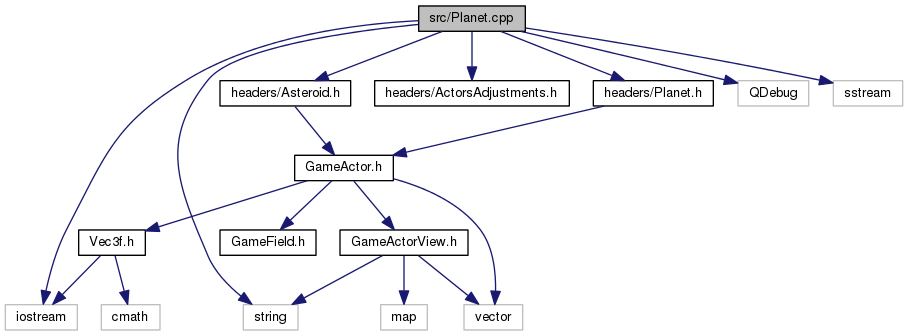 src/Planet.cpp
headers/Asteroid.h
headers/ActorsAdjustments.h
headers/Planet.h
QDebug
sstream
GameActor.h
Vec3f.h
GameField.h
GameActorView.h
iostream
cmath
string
map
vector